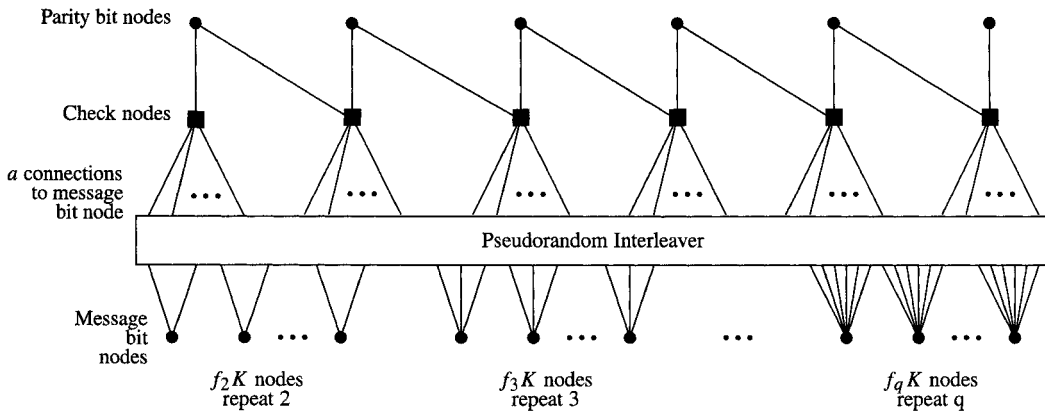 Parity bit nodes
Check nodes
a connections
to message
bit node
Pseudorandom Interleaver
Message
bit
nodes
f₂K nodes
repeat 2
f₃K nodes
repeat 3
f_qK nodes
repeat q